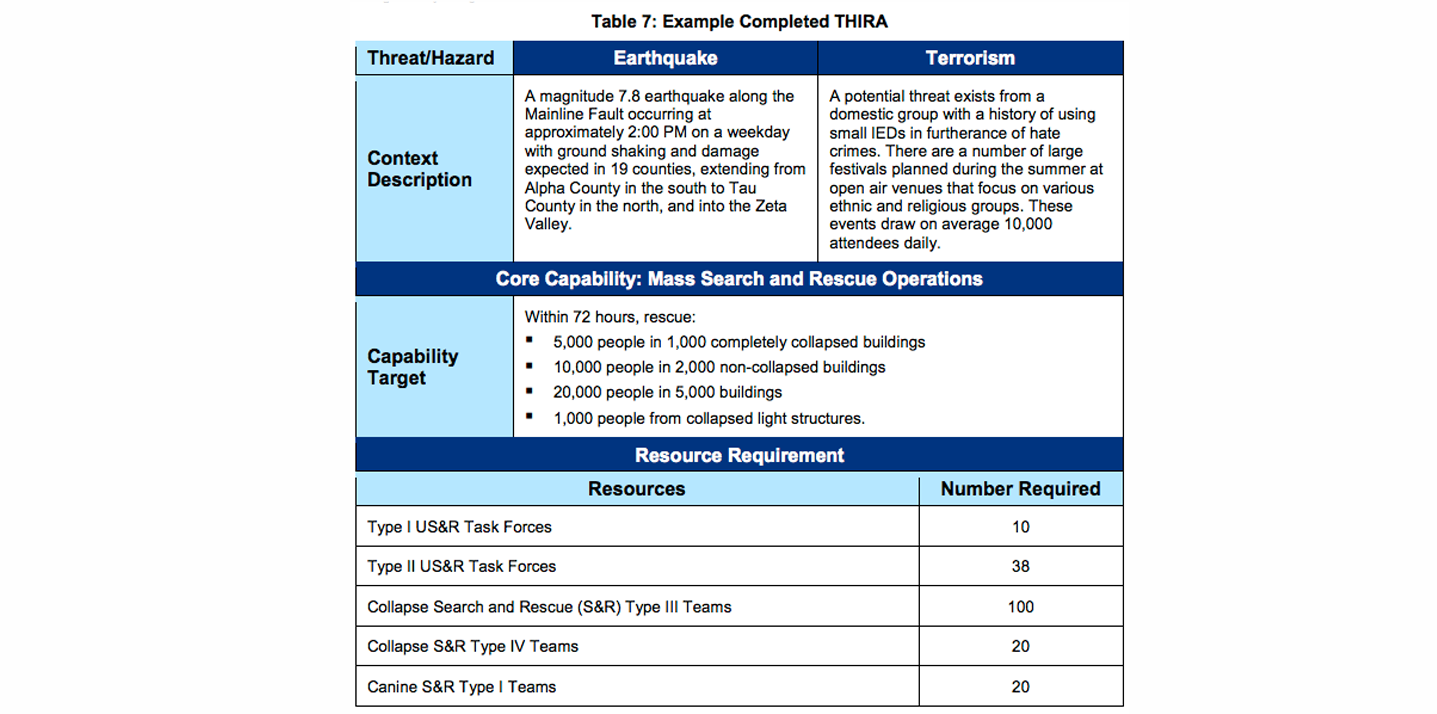 Table 7: Example Completed THIRA
Threat/Hazard
Earthquake
Terrorism
Context
Description
A magnitude 7.8 earthquake along the
Mainline Fault occurring at
approximately 2:00 PM on a weekday
with ground shaking and damage
expected in 19 counties, extending from
Alpha County in the south to Tau
County in the north, and into the Zeta
Valley.
A potential threat exists from a
domestic group with a history of using
small IEDs in furtherance of hate
crimes. There are a number of large
festivals planned during the summer at
open air venues that focus on various
ethnic and religious groups. These
events draw on average 10,000
attendees daily.
Core Capability: Mass Search and Rescue Operations
Capability
Target
Within 72 hours, rescue:
▪ 5,000 people in 1,000 completely collapsed buildings
▪ 10,000 people in 2,000 non-collapsed buildings
▪ 20,000 people in 5,000 buildings
▪ 1,000 people from collapsed light structures.
Resource Requirement
Resources
Number Required
Type I US&R Task Forces
10
Type II US&R Task Forces
38
Collapse Search and Rescue (S&R) Type III Teams
100
Collapse S&R Type IV Teams
20
Canine S&R Type I Teams
20